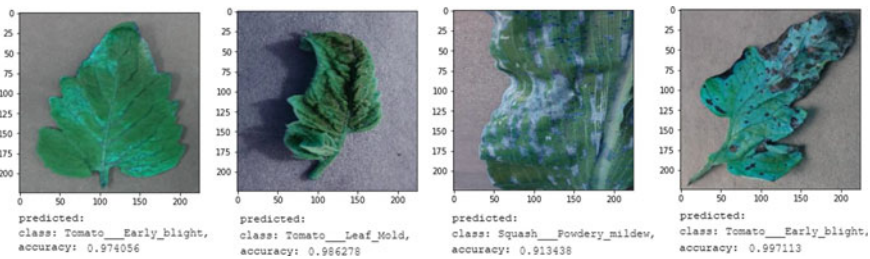 0
25
50
75
100
125
150
175
200
0 50 100 150 200
predicted:
class: Tomato___Early_blight,
accuracy: 0.974056
0
25
50
75
100
125
150
175
200
0 50 100 150 200
predicted:
class: Tomato___Leaf_Mold,
accuracy: 0.986278
0
25
50
75
100
125
150
175
200
0 50 100 150 200
predicted:
class: Squash___Powdery_mildew,
accuracy: 0.913438
0
25
50
75
100
125
150
175
200
0 50 100 150 200
predicted:
class: Tomato___Early_blight,
accuracy: 0.997113